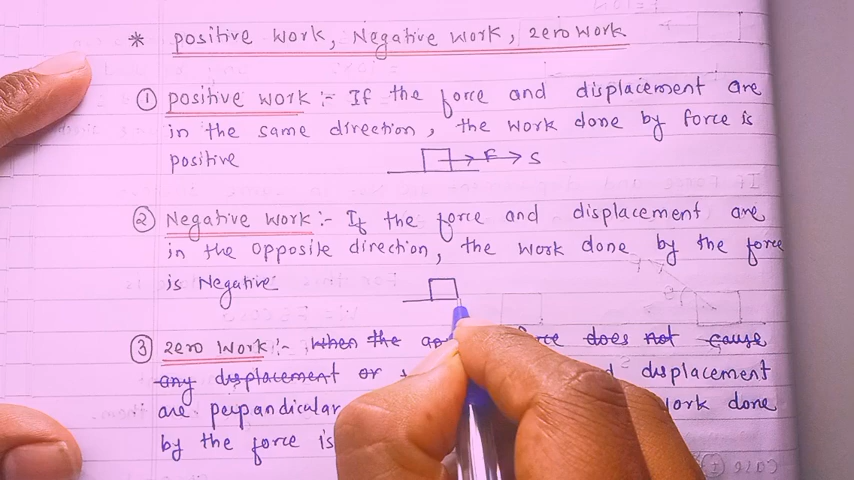 * positive work, Negative work, zero work
① positive work :- If the force and displacement are
in the same direction, the work done by force is
positive
F S
② Negative work :- If the force and displacement are
in the opposite direction, the work done by the force
is Negative
③ zero work :- when the force does not cause
any displacement or displacement
are perpandicular work done
by the force is